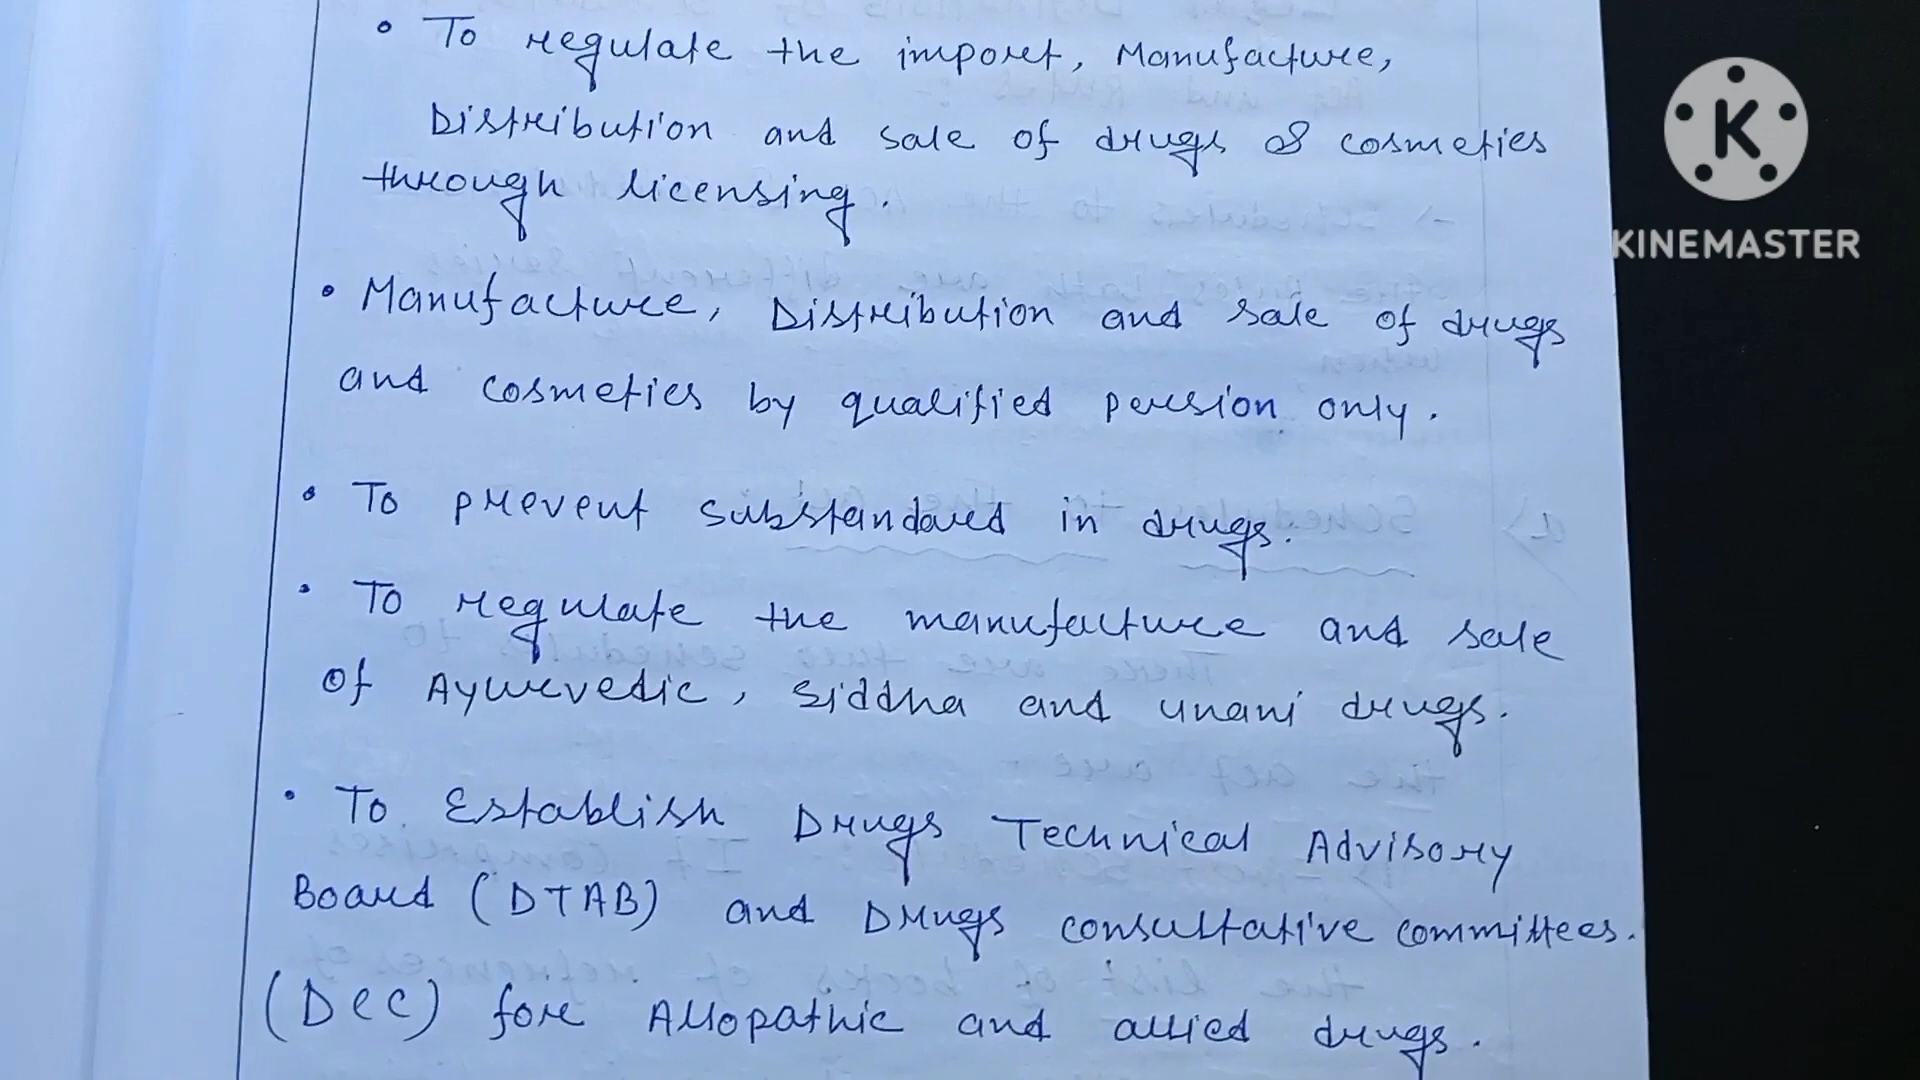 • To regulate the import, Manufacture,
Distribution and sale of drugs & cosmetics
through licensing.
• Manufacture, Distribution and sale of drugs
and cosmetics by qualified persion only.
• To prevent substandard in drugs.
• To regulate the manufacture and sale
of Ayurvedic, Siddha and Unani drugs.
• To Establish Drugs Technical Advisory
Board (DTAB) and Drugs consultative committees.
(DCC) for Allopathic and allied drugs.
K
KINEMASTER